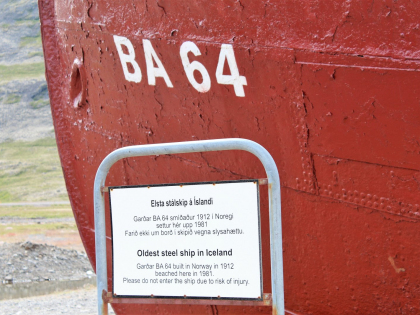 BA 64
Elsta stálskip á Íslandi
Garðar BA 64 smíðaður 1912 í Noregi
settur hér upp 1981
Farið ekki um borð í skipið vegna slysahættu.
Oldest steel ship in Iceland
Garðar BA 64 built in Norway in 1912
beached here in 1981.
Please do not enter the ship due to risk of injury.